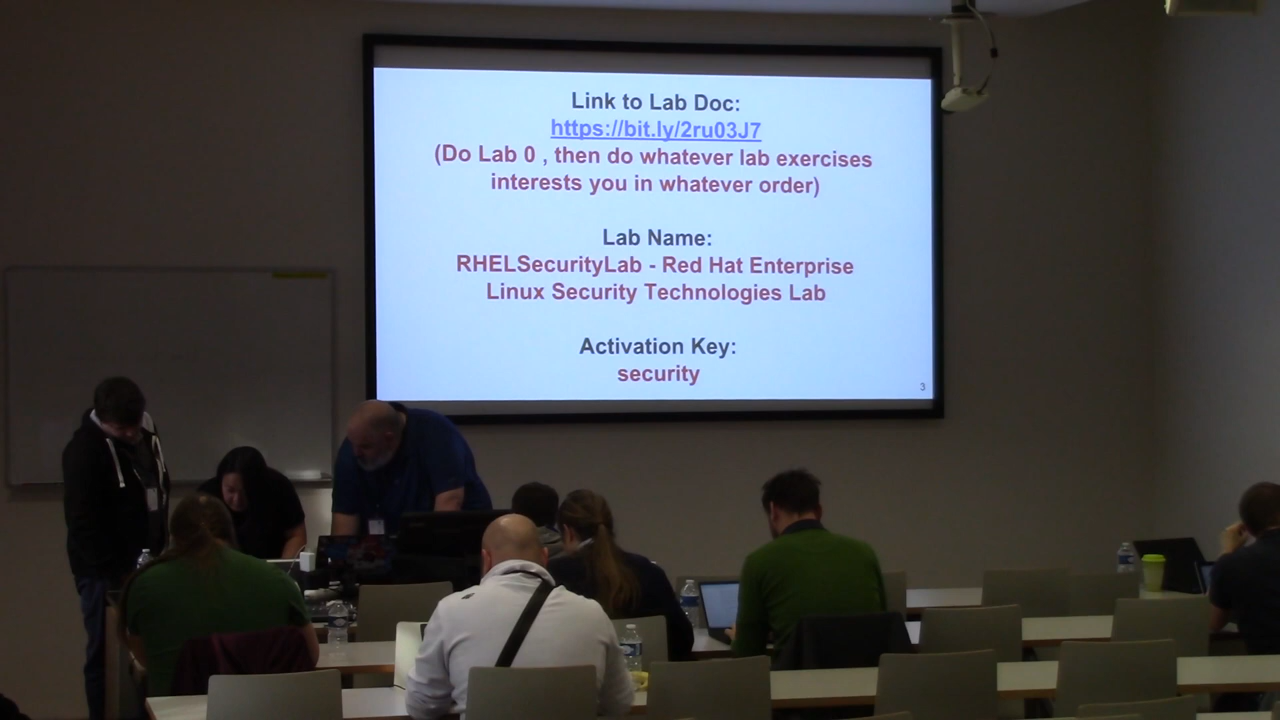 Link to Lab Doc:
https://bit.ly/2ru03J7
(Do Lab 0 , then do whatever lab exercises
interests you in whatever order)
Lab Name:
RHELSecurityLab - Red Hat Enterprise
Linux Security Technologies Lab
Activation Key:
security
3